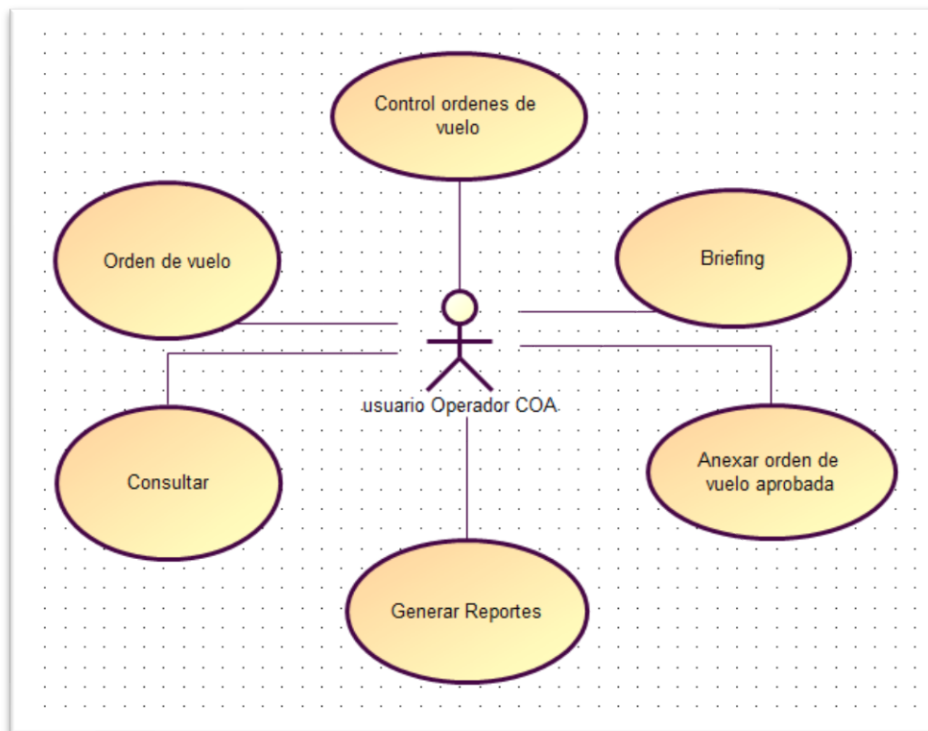 Control ordenes de
vuelo
Orden de vuelo
Briefing
usuario Operador COA
Consultar
Anexar orden de
vuelo aprobada
Generar Reportes